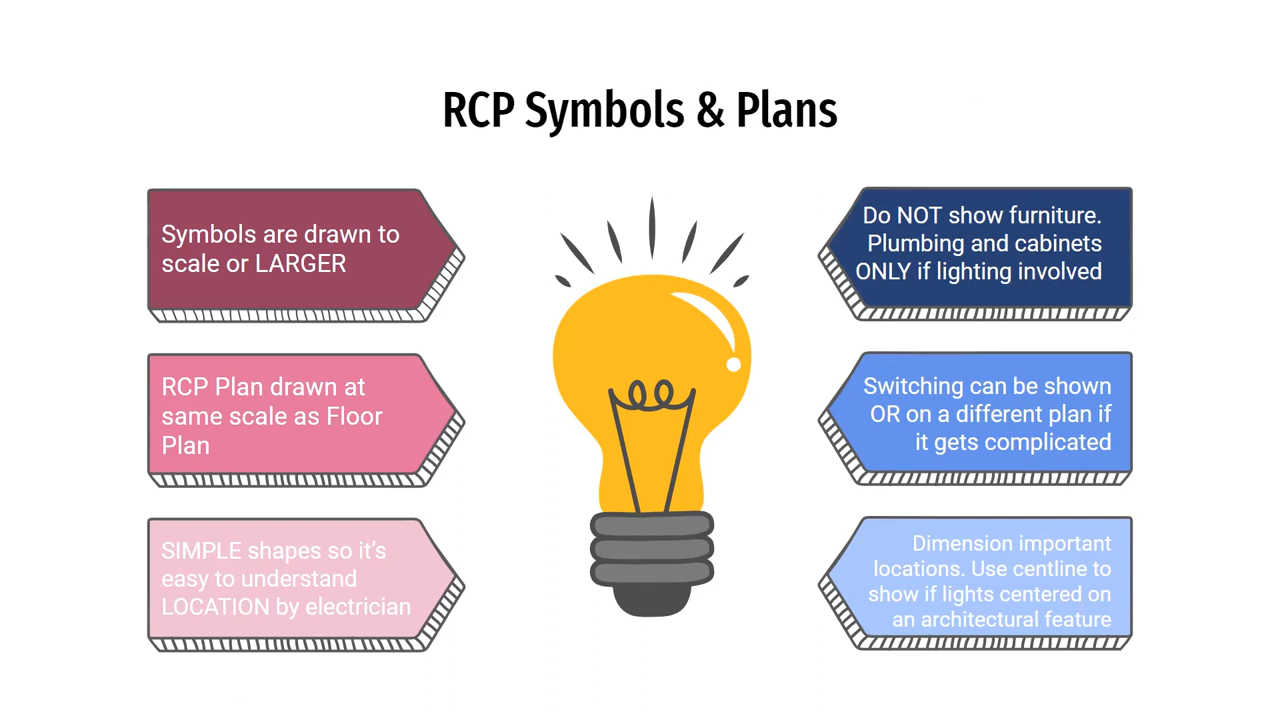 RCP Symbols & Plans
Symbols are drawn to
scale or LARGER
RCP Plan drawn at
same scale as Floor
Plan
SIMPLE shapes so it's
easy to understand
LOCATION by electrician
Do NOT show furniture.
Plumbing and cabinets
ONLY if lighting involved
Switching can be shown
OR on a different plan if
it gets complicated
Dimension important
locations. Use centline to
show if lights centered on
an architectural feature